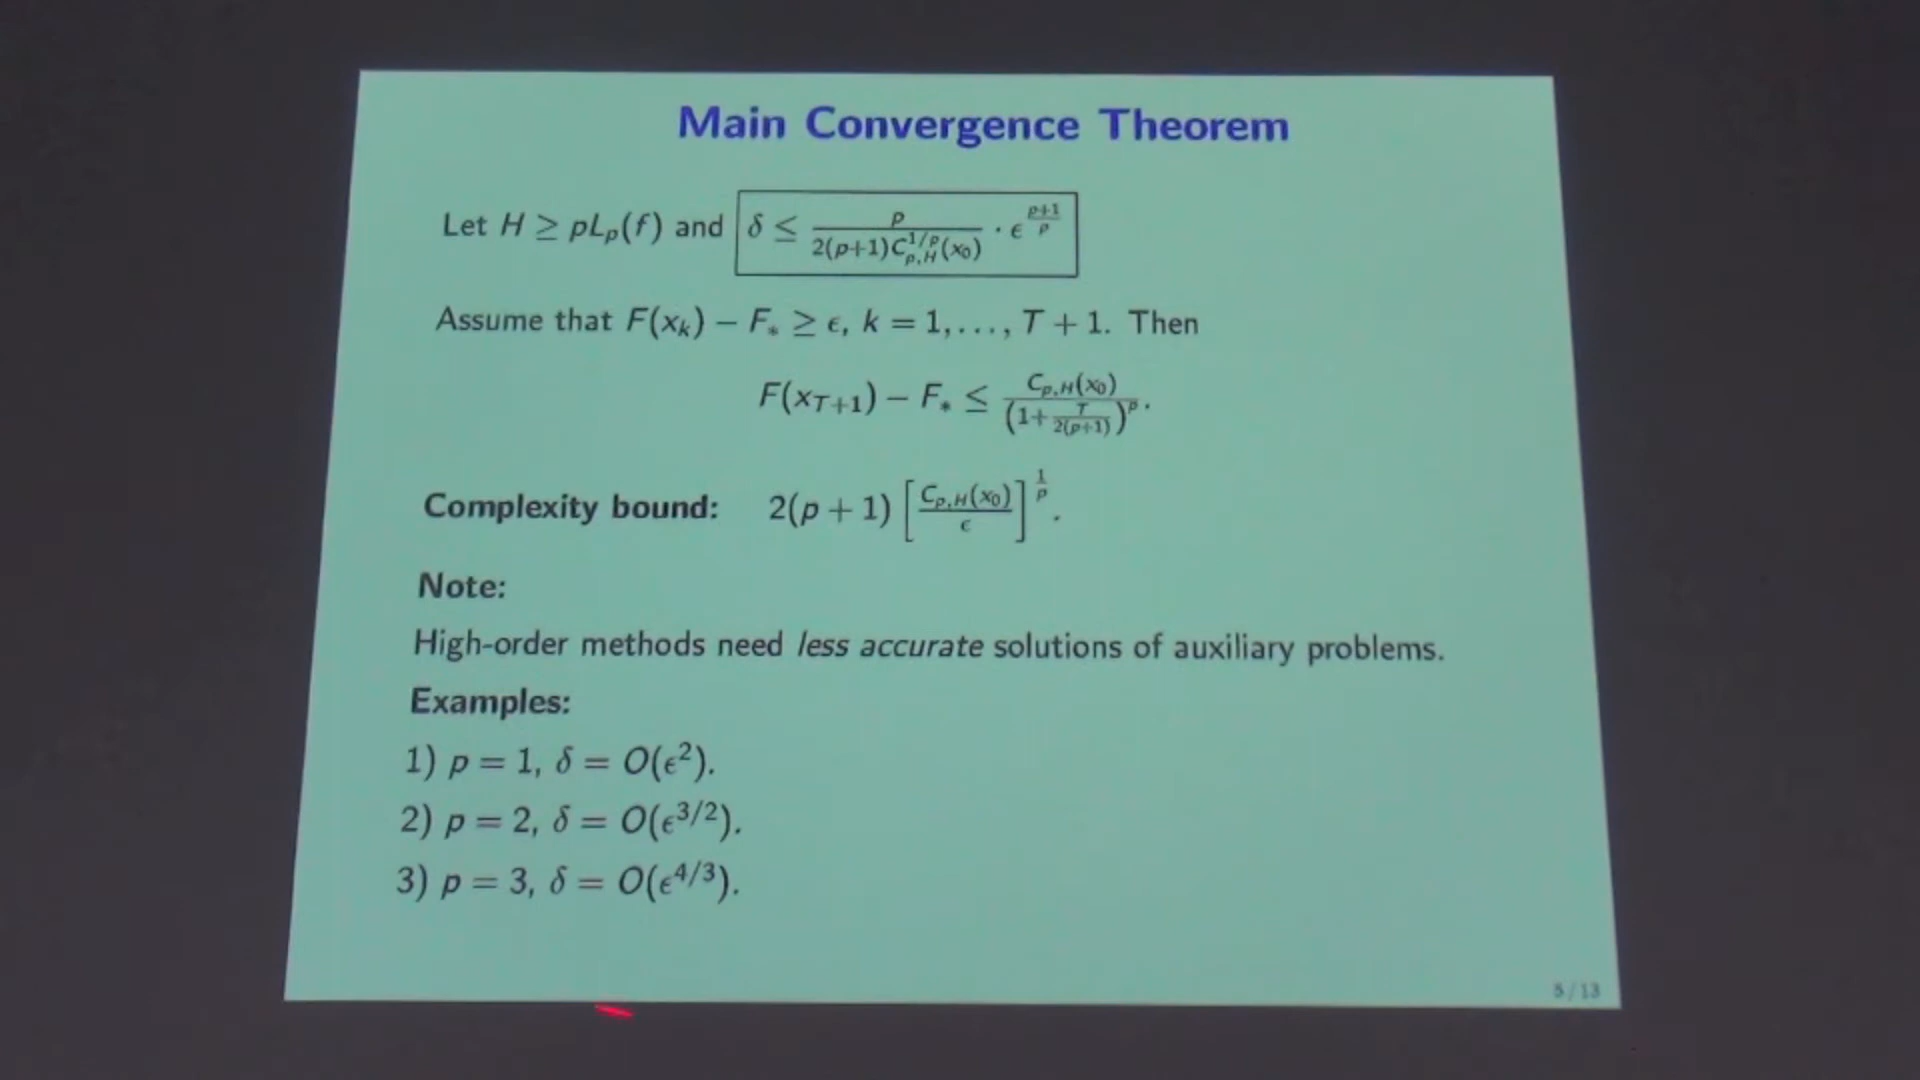 Main Convergence Theorem
Let H ≥ pL_p(f) and δ ≤ p / (2(p+1)C_{p,H}^{1/p}(x_0)) · ϵ^{(p+1)/p}
Assume that F(x_k) − F_* ≥ ϵ, k = 1,..., T + 1. Then
F(x_{T+1}) − F_* ≤ C_{p,H}(x_0) / (1 + T/(2(p+1)))^p.
Complexity bound: 2(p + 1) [C_{p,H}(x_0) / ϵ]^{1/p}.
Note:
High-order methods need less accurate solutions of auxiliary problems.
Examples:
1) p = 1, δ = O(ϵ^2).
2) p = 2, δ = O(ϵ^{3/2}).
3) p = 3, δ = O(ϵ^{4/3}).
5 / 13